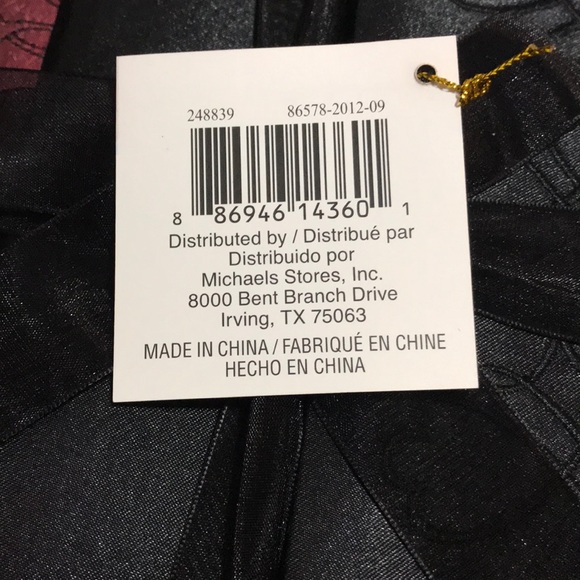 248839 86578-2012-09
8 86946 14360 1
Distributed by / Distribué par
Distribuido por
Michaels Stores, Inc.
8000 Bent Branch Drive
Irving, TX 75063
MADE IN CHINA / FABRIQUÉ EN CHINE
HECHO EN CHINA